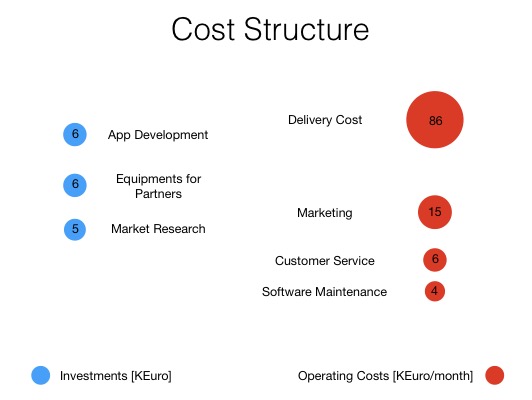 Cost Structure
6 App Development
6 Equipments for
Partners
5 Market Research
Delivery Cost 86
Marketing 15
Customer Service 6
Software Maintenance 4
Investments [KEuro]
Operating Costs [KEuro/month]